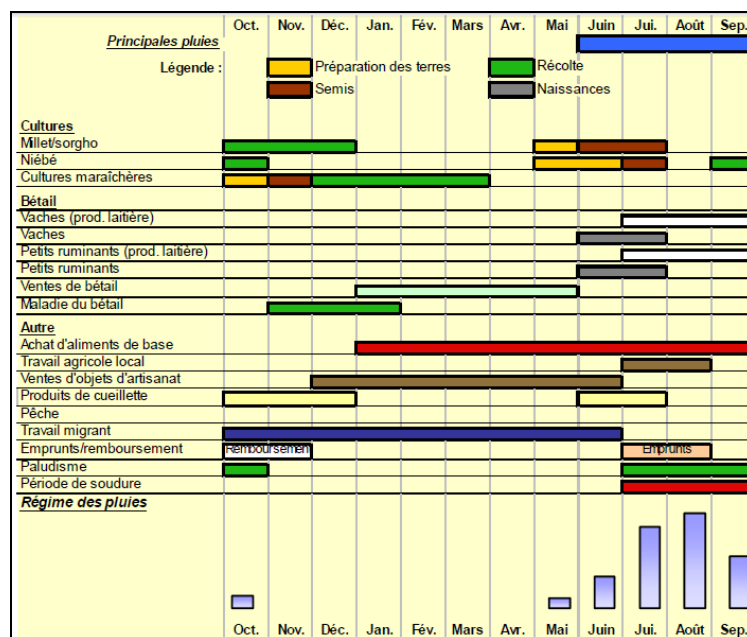 Oct. Nov. Déc. Jan. Fév. Mars Avr. Mai Juin Jui. Août Sep.
Principales pluies
Légende : Préparation des terres Récolte
Semis Naissances
Cultures
Millet/sorgho
Niébé
Cultures maraîchères
Bétail
Vaches (prod. laitière)
Vaches
Petits ruminants (prod. laitière)
Petits ruminants
Ventes de bétail
Maladie du bétail
Autre
Achat d'aliments de base
Travail agricole local
Ventes d'objets d'artisanat
Produits de cueillette
Pêche
Travail migrant
Emprunts/remboursement Remboursemen Emprunts
Paludisme
Période de soudure
Régime des pluies
Oct. Nov. Déc. Jan. Fév. Mars Avr. Mai Juin Jui. Août Sep.